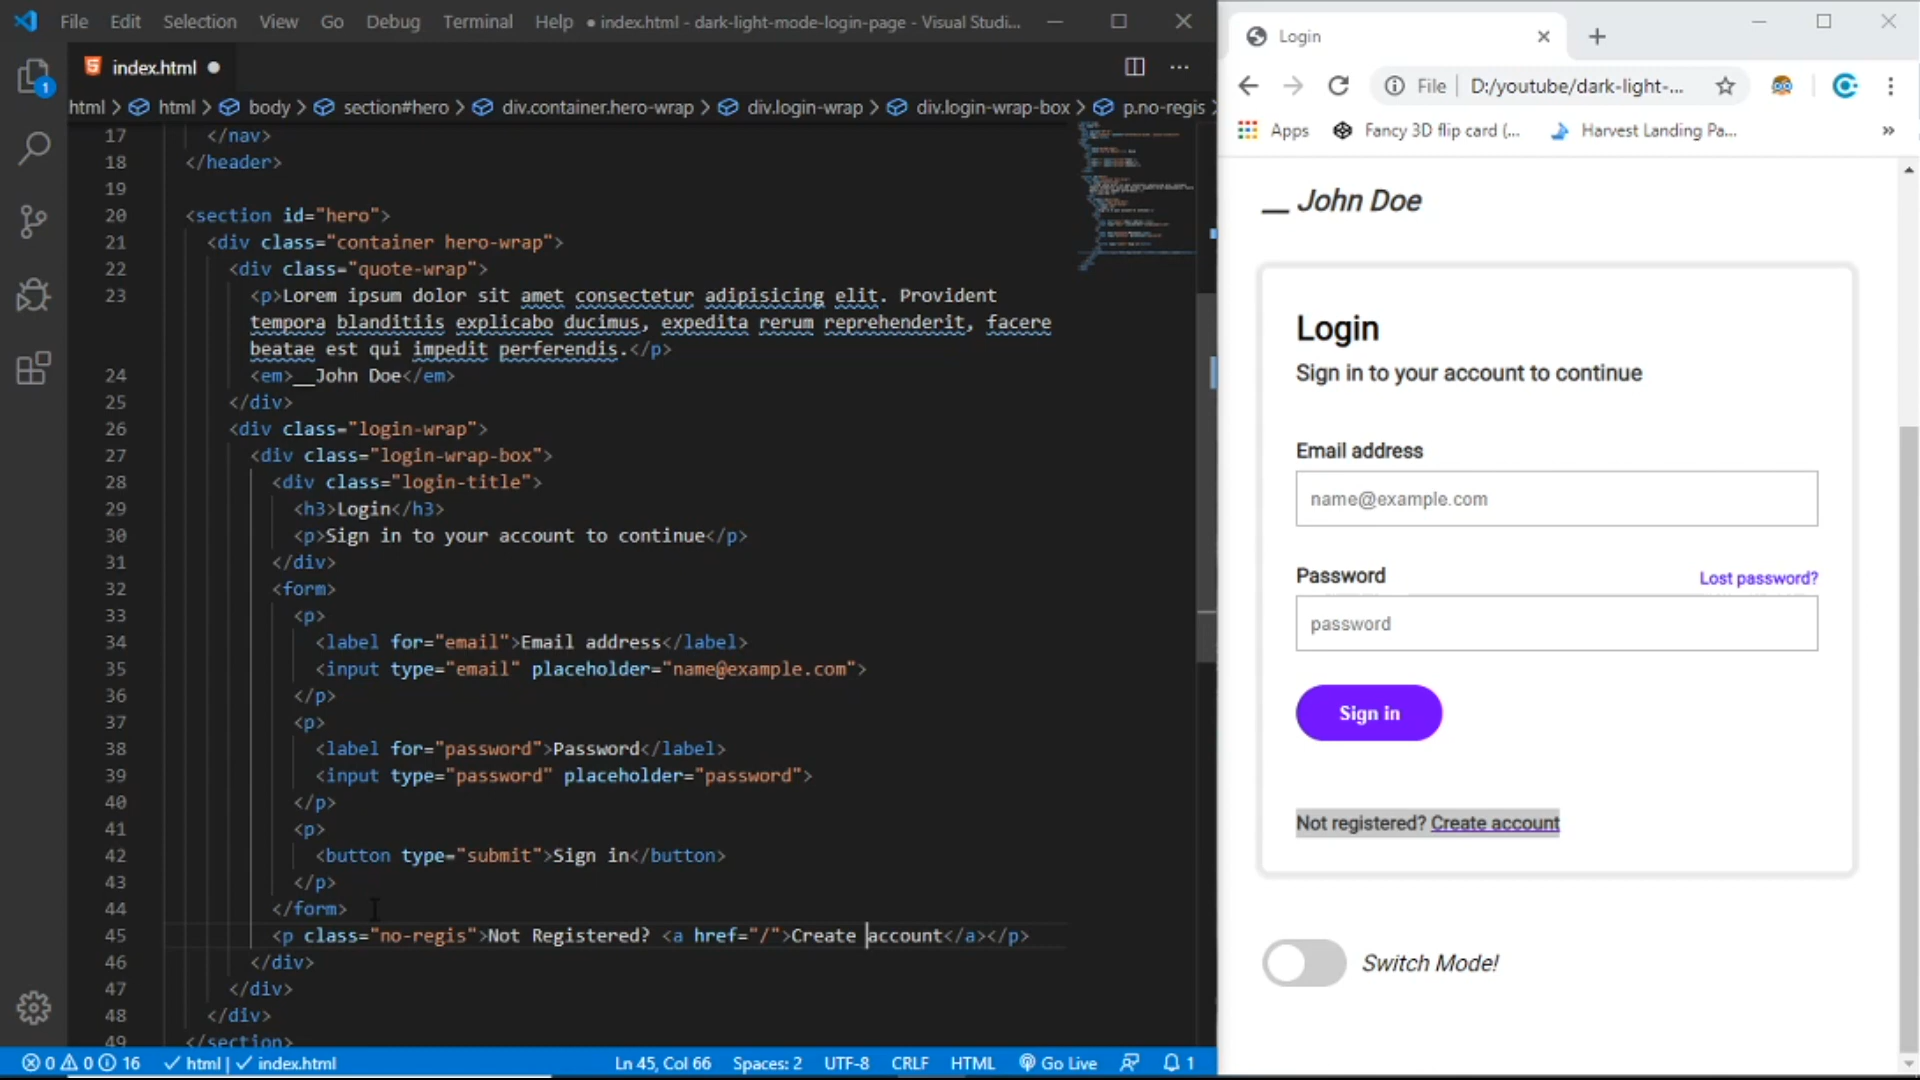 File Edit Selection View Go Debug Terminal Help ● index.html - dark-light-mode-login-page - Visual Studi...
index.html ●
1
html > html > body > section#hero > div.container.hero-wrap > div.login-wrap > div.login-wrap-box > p.no-regis
17 </nav>
18 </header>
19
20 <section id="hero">
21 <div class="container hero-wrap">
22 <div class="quote-wrap">
23 <p>Lorem ipsum dolor sit amet consectetur adipisicing elit. Provident
tempora blanditiis explicabo ducimus, expedita rerum reprehenderit, facere
beatae est qui impedit perferendis.</p>
24 <em>__John Doe</em>
25 </div>
26 <div class="login-wrap">
27 <div class="login-wrap-box">
28 <div class="login-title">
29 <h3>Login</h3>
30 <p>Sign in to your account to continue</p>
31 </div>
32 <form>
33 <p>
34 <label for="email">Email address</label>
35 <input type="email" placeholder="name@example.com">
36 </p>
37 <p>
38 <label for="password">Password</label>
39 <input type="password" placeholder="password">
40 </p>
41 <p>
42 <button type="submit">Sign in</button>
43 </p>
44 </form>
45 <p class="no-regis">Not Registered? <a href="/">Create account</a></p>
46 </div>
47 </div>
48 </div>
49 </section>
0 0 16 html | index.html Ln 45, Col 66 Spaces: 2 UTF-8 CRLF HTML Go Live 1
Login
File D:/youtube/dark-light-...
Apps Fancy 3D flip card (... Harvest Landing Pa... »
__ John Doe
Login
Sign in to your account to continue
Email address
name@example.com
Password Lost password?
password
Sign in
Not registered? Create account
Switch Mode!